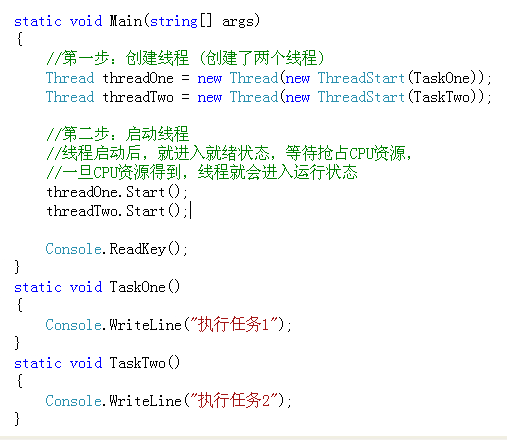 static void Main(string[] args)
{
//第一步：创建线程（创建了两个线程）
Thread threadOne = new Thread(new ThreadStart(TaskOne));
Thread threadTwo = new Thread(new ThreadStart(TaskTwo));
//第二步：启动线程
//线程启动后，就进入就绪状态，等待抢占CPU资源，
//一旦CPU资源得到，线程就会进入运行状态
threadOne.Start();
threadTwo.Start();
Console.ReadKey();
}
static void TaskOne()
{
Console.WriteLine("执行任务1");
}
static void TaskTwo()
{
Console.WriteLine("执行任务2");
}